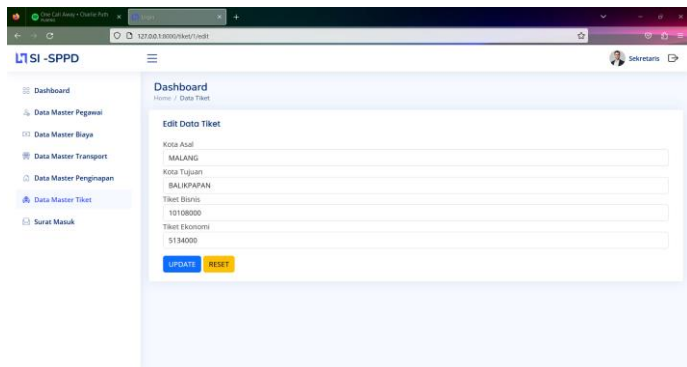 One Call Away • Charlie Puth
Login
127.0.0.1:8000/tiket/1/edit
SI -SPPD
Sekretaris
Dashboard
Data Master Pegawai
Data Master Biaya
Data Master Transport
Data Master Penginapan
Data Master Tiket
Surat Masuk
Dashboard
Home / Data Tiket
Edit Data Tiket
Kota Asal
MALANG
Kota Tujuan
BALIKPAPAN
Tiket Bisnis
10108000
Tiket Ekonomi
5134000
UPDATE RESET